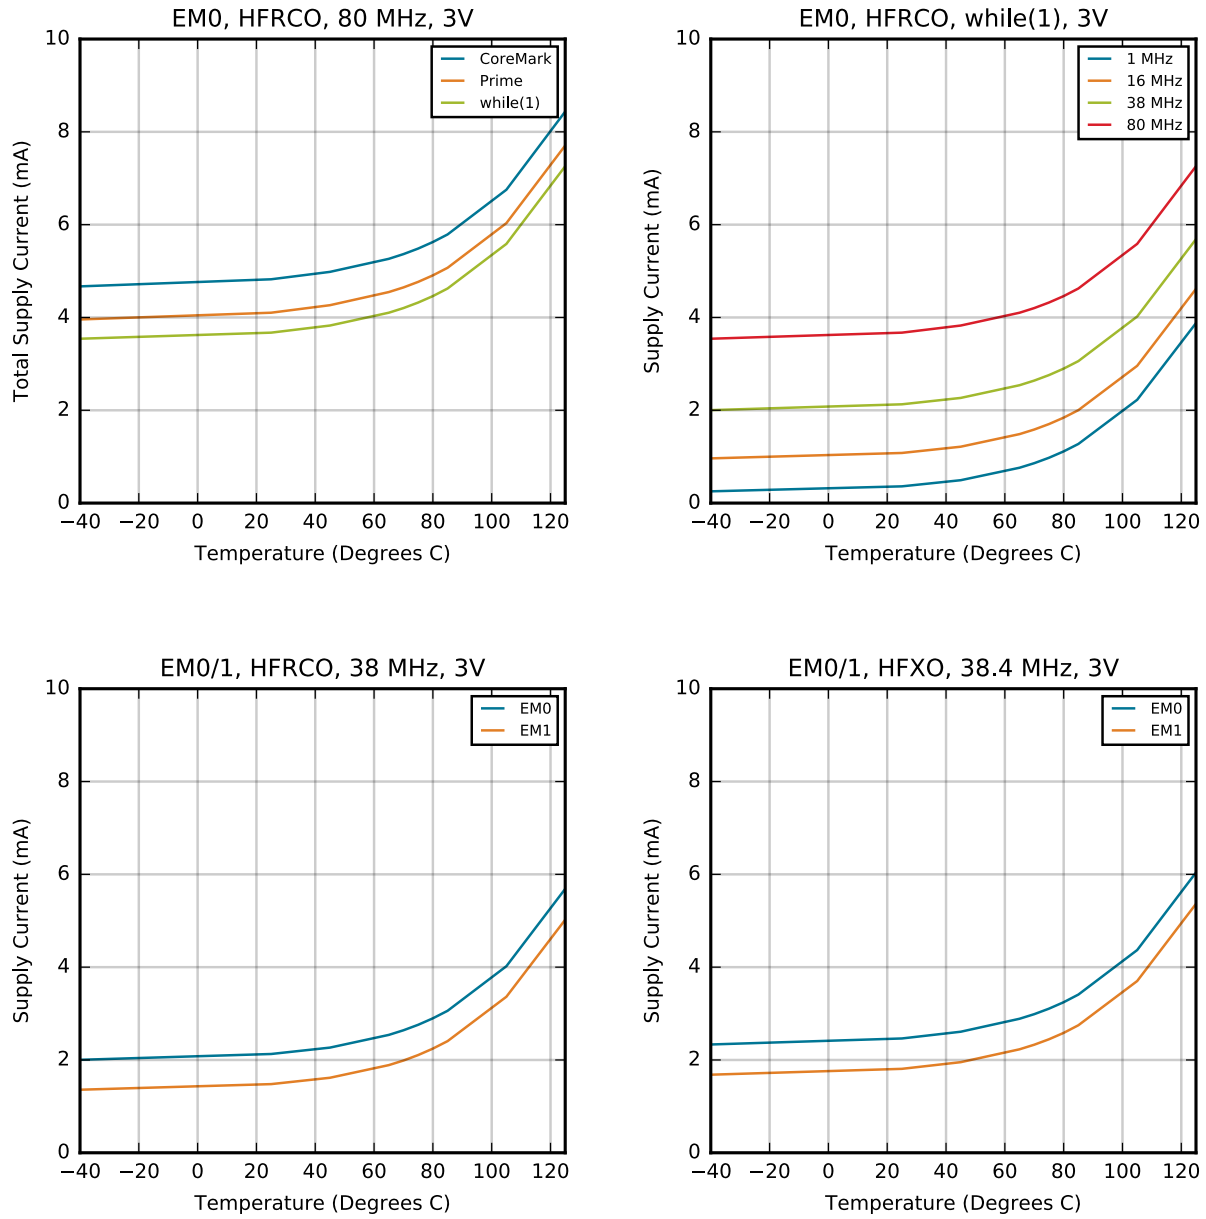 EM0, HFRCO, 80 MHz, 3V
10
8
6
4
2
0
Total Supply Current (mA)
CoreMark
Prime
while(1)
−40 −20 0 20 40 60 80 100 120
Temperature (Degrees C)
EM0, HFRCO, while(1), 3V
10
8
6
4
2
0
Supply Current (mA)
1 MHz
16 MHz
38 MHz
80 MHz
−40 −20 0 20 40 60 80 100 120
Temperature (Degrees C)
EM0/1, HFRCO, 38 MHz, 3V
10
8
6
4
2
0
Supply Current (mA)
EM0
EM1
−40 −20 0 20 40 60 80 100 120
Temperature (Degrees C)
EM0/1, HFXO, 38.4 MHz, 3V
10
8
6
4
2
0
Supply Current (mA)
EM0
EM1
−40 −20 0 20 40 60 80 100 120
Temperature (Degrees C)